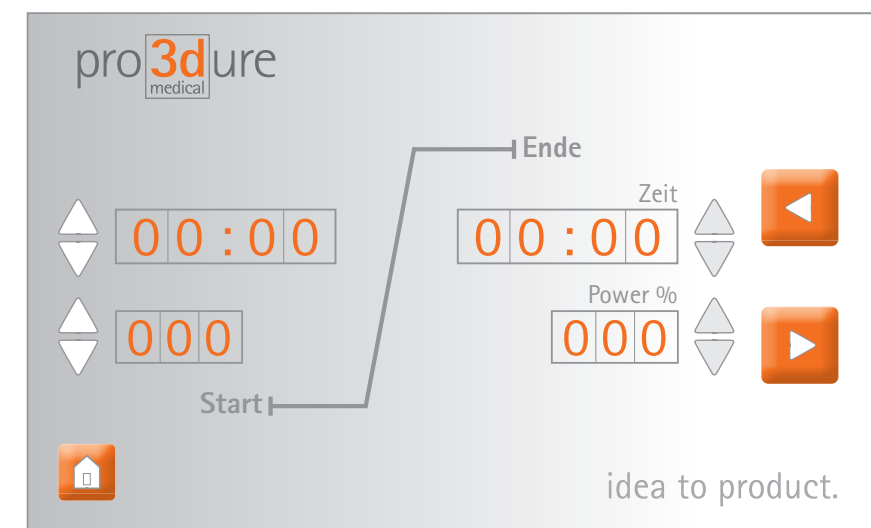 pro3dure
medical
Ende
Zeit
00:00
00:00
Power %
000
000
Start
idea to product.